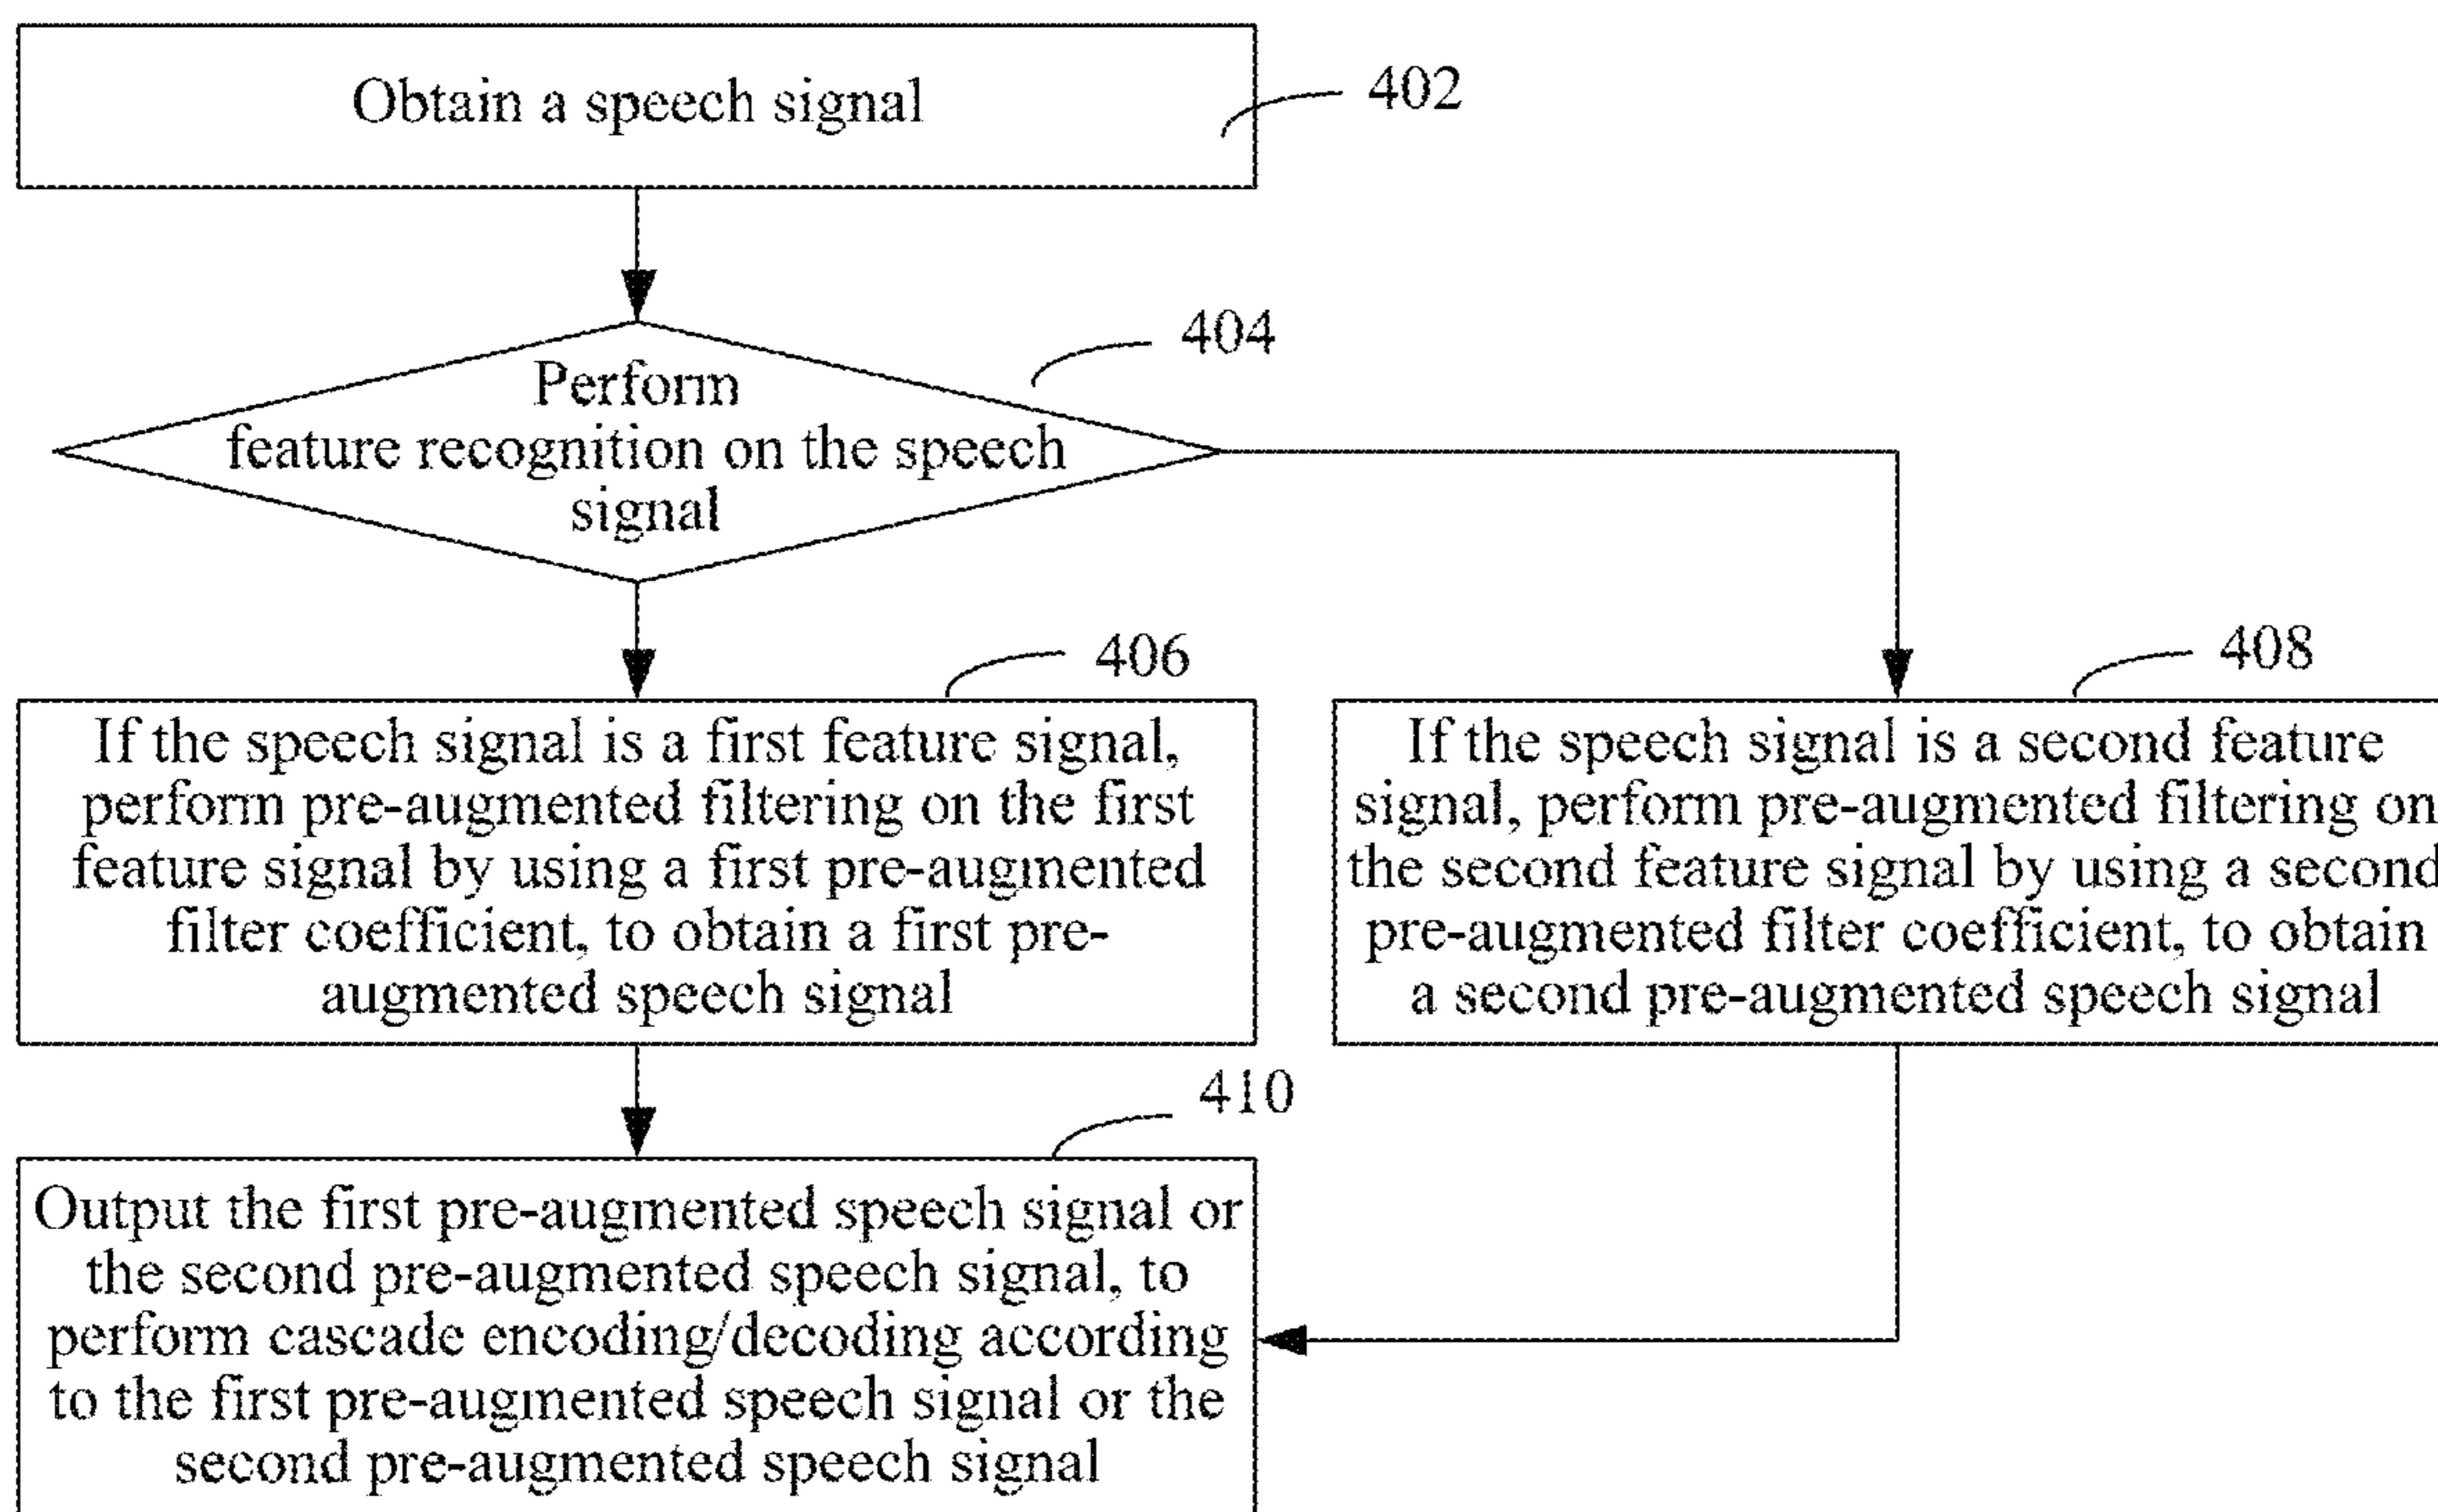 Obtain a speech signal
402
404
Perform
feature recognition on the speech
signal
406
If the speech signal is a first feature signal,
perform pre-augmented filtering on the first
feature signal by using a first pre-augmented
filter coefficient, to obtain a first pre-
augmented speech signal
408
If the speech signal is a second feature
signal, perform pre-augmented filtering on
the second feature signal by using a second
pre-augmented filter coefficient, to obtain
a second pre-augmented speech signal
410
Output the first pre-augmented speech signal or
the second pre-augmented speech signal, to
perform cascade encoding/decoding according
to the first pre-augmented speech signal or the
second pre-augmented speech signal